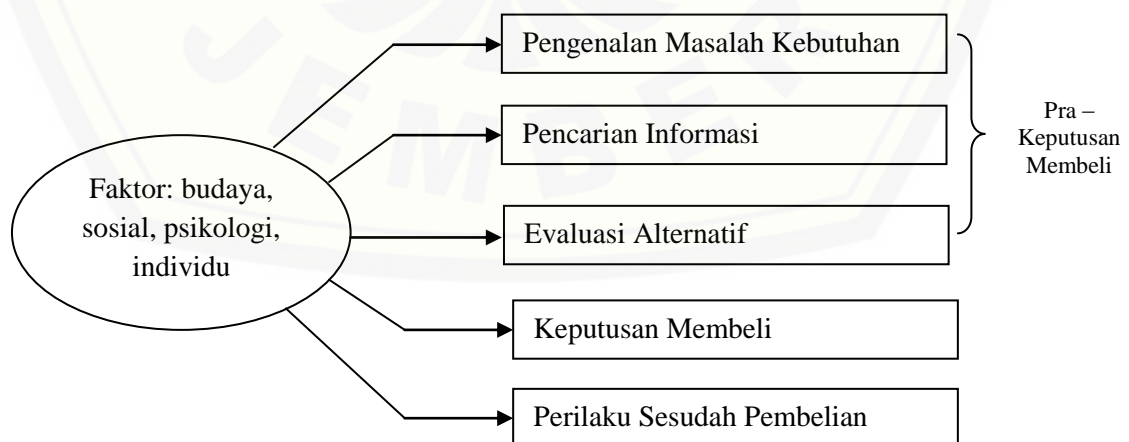 Pengenalan Masalah Kebutuhan
Pencarian Informasi
Evaluasi Alternatif
Pra –
Keputusan
Membeli
Faktor: budaya,
sosial, psikologi,
individu
Keputusan Membeli
Perilaku Sesudah Pembelian
JEMBER